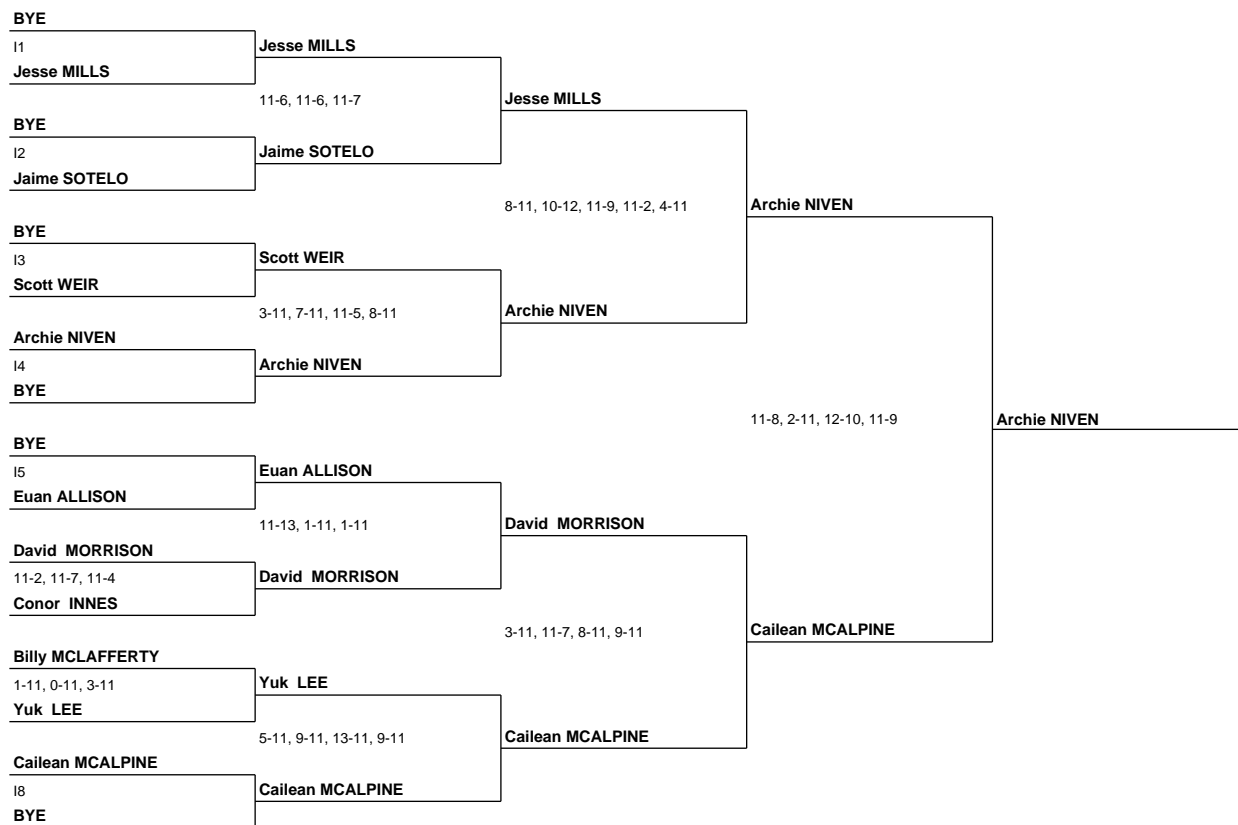 BYE
I1
Jesse MILLS
Jesse MILLS
11-6, 11-6, 11-7
Jesse MILLS
BYE
I2
Jaime SOTELO
Jaime SOTELO
8-11, 10-12, 11-9, 11-2, 4-11
Archie NIVEN
BYE
I3
Scott WEIR
Scott WEIR
3-11, 7-11, 11-5, 8-11
Archie NIVEN
Archie NIVEN
I4
BYE
Archie NIVEN
11-8, 2-11, 12-10, 11-9
Archie NIVEN
BYE
I5
Euan ALLISON
Euan ALLISON
11-13, 1-11, 1-11
David  MORRISON
David  MORRISON
11-2, 11-7, 11-4
Conor  INNES
David  MORRISON
3-11, 11-7, 8-11, 9-11
Cailean MCALPINE
Billy MCLAFFERTY
1-11, 0-11, 3-11
Yuk  LEE
Yuk  LEE
5-11, 9-11, 13-11, 9-11
Cailean MCALPINE
Cailean MCALPINE
I8
BYE
Cailean MCALPINE